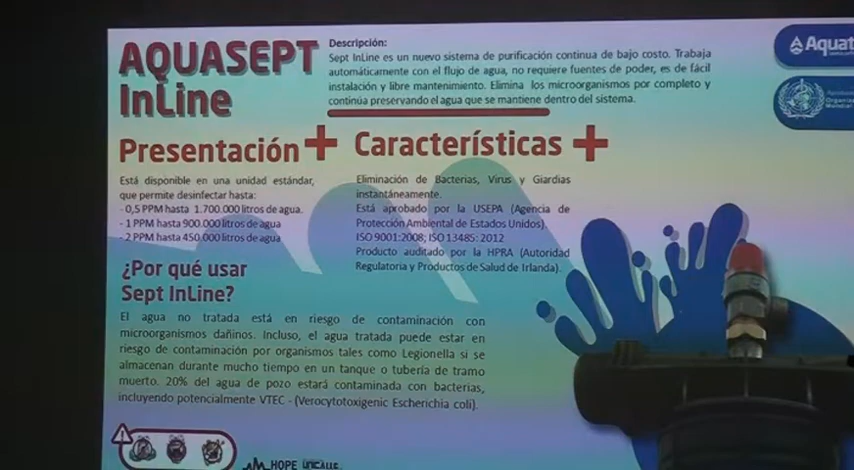 AQUASEPT
InLine
Descripción:
Sept InLine es un nuevo sistema de purificación continua de bajo costo. Trabaja
automáticamente con el flujo de agua, no requiere fuentes de poder, es de fácil
instalación y libre mantenimiento. Elimina los microorganismos por completo y
continúa preservando el agua que se mantiene dentro del sistema.
Aquat
Organiz
Mundial
Presentación+
Está disponible en una unidad estándar,
que permite desinfectar hasta:
- 0,5 PPM hasta 1.700.000 litros de agua.
- 1 PPM hasta 900.000 litros de agua
- 2 PPM hasta 450.000 litros de agua
Características +
Eliminación de Bacterias, Virus y Giardias
instantáneamente.
Está aprobado por la USEPA (Agencia de
Protección Ambiental de Estados Unidos).
ISO 9001:2008; ISO 13485: 2012
Producto auditado por la HPRA (Autoridad
Regulatoria y Productos de Salud de Irlanda).
¿Por qué usar
Sept InLine?
El agua no tratada está en riesgo de contaminación con
microorganismos dañinos. Incluso, el agua tratada puede estar en
riesgo de contaminación por organismos tales como Legionella si se
almacenan durante mucho tiempo en un tanque o tubería de tramo
muerto. 20% del agua de pozo estará contaminada con bacterias,
incluyendo potencialmente VTEC - (Verocytotoxigenic Escherichia coli).
HOPE UNICALLE